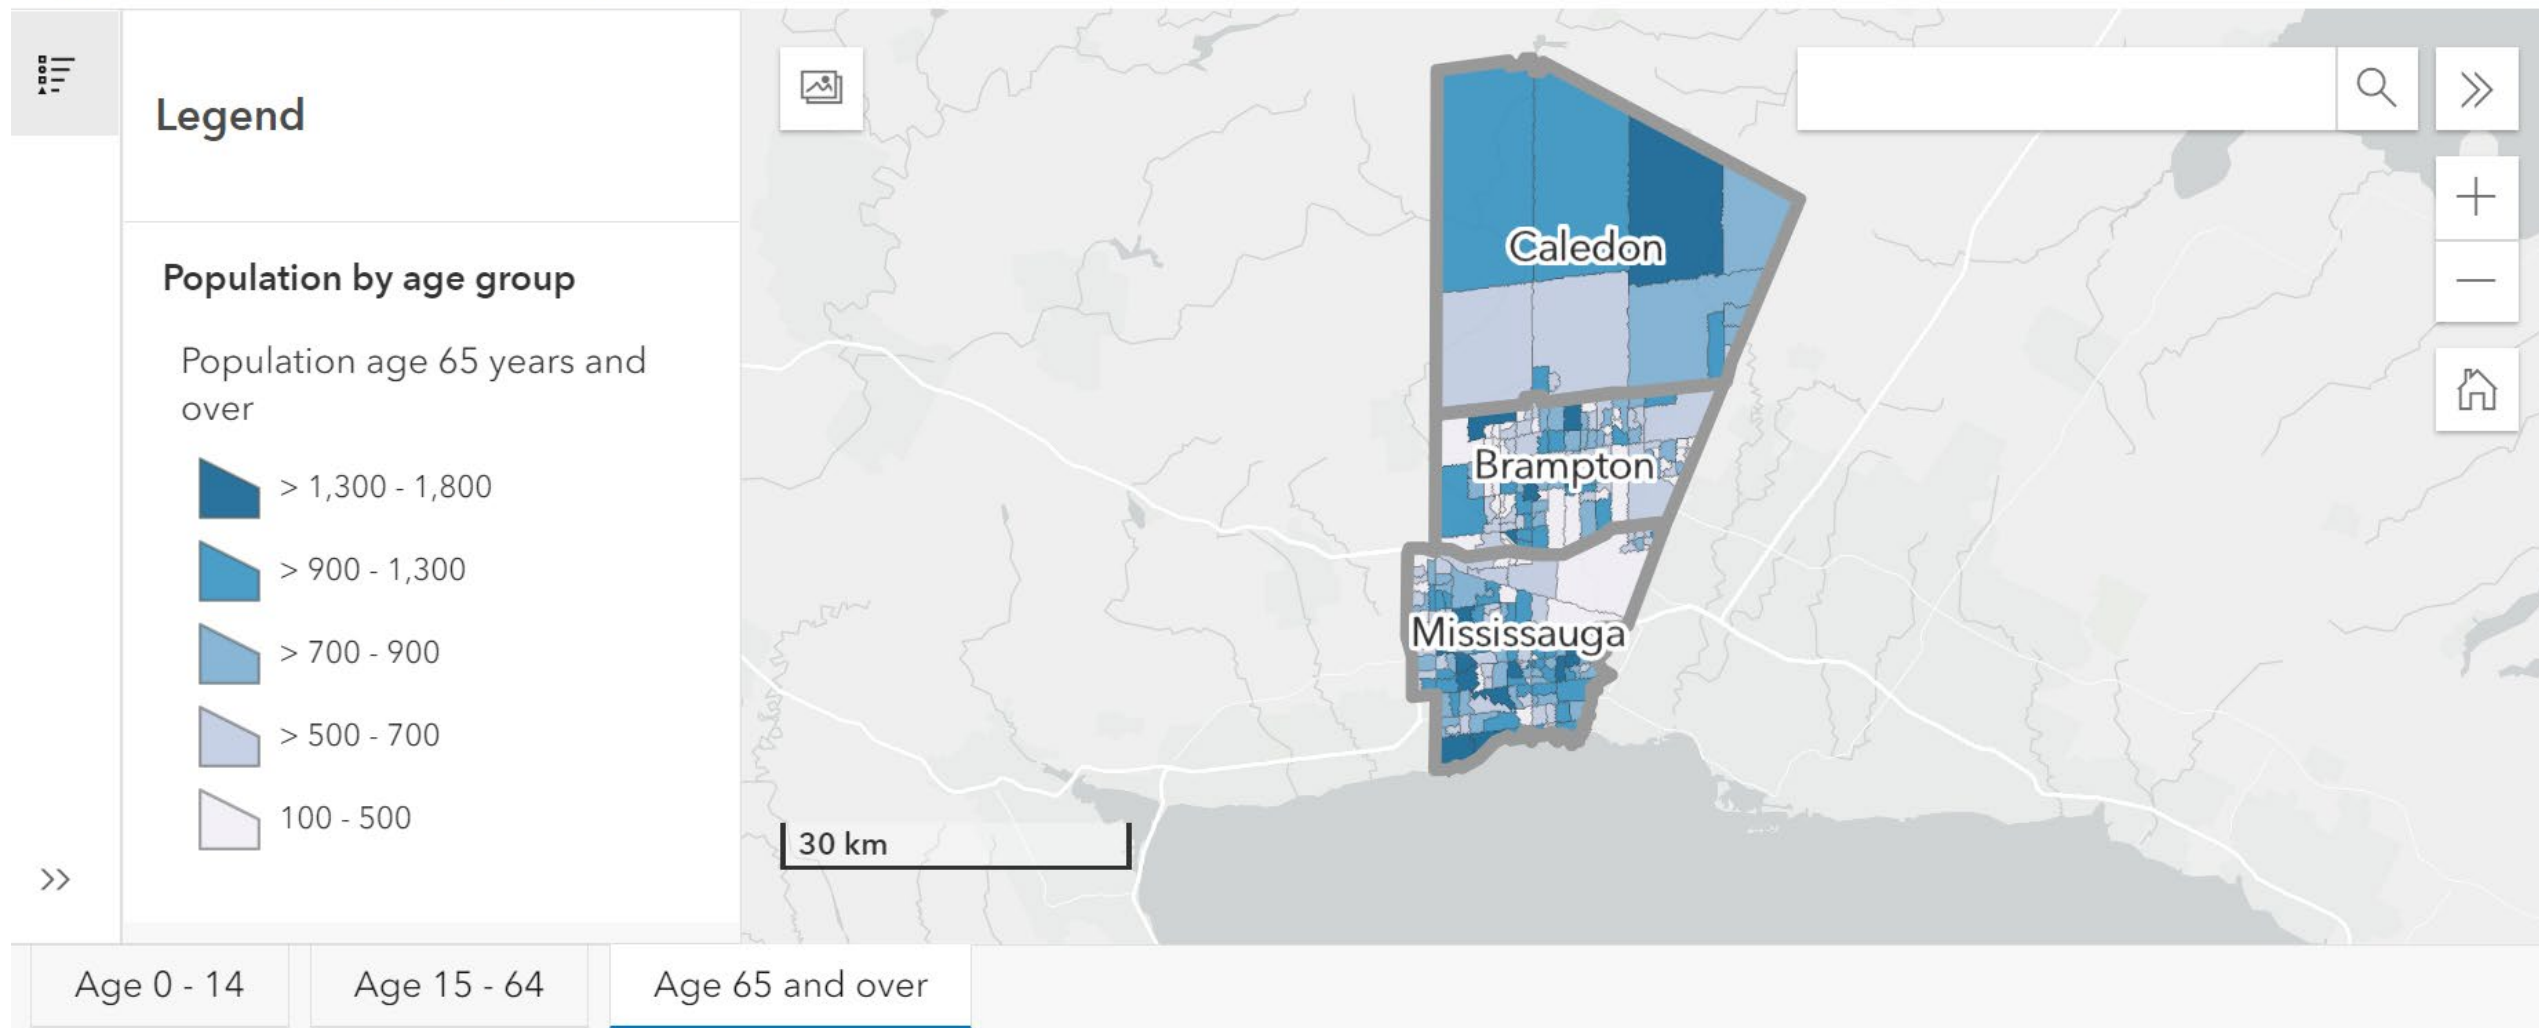 Legend
Population by age group
Population age 65 years and
over
> 1,300 - 1,800
> 900 - 1,300
> 700 - 900
> 500 - 700
100 - 500
Caledon
Brampton
Mississauga
30 km
Age 0 - 14
Age 15 - 64
Age 65 and over